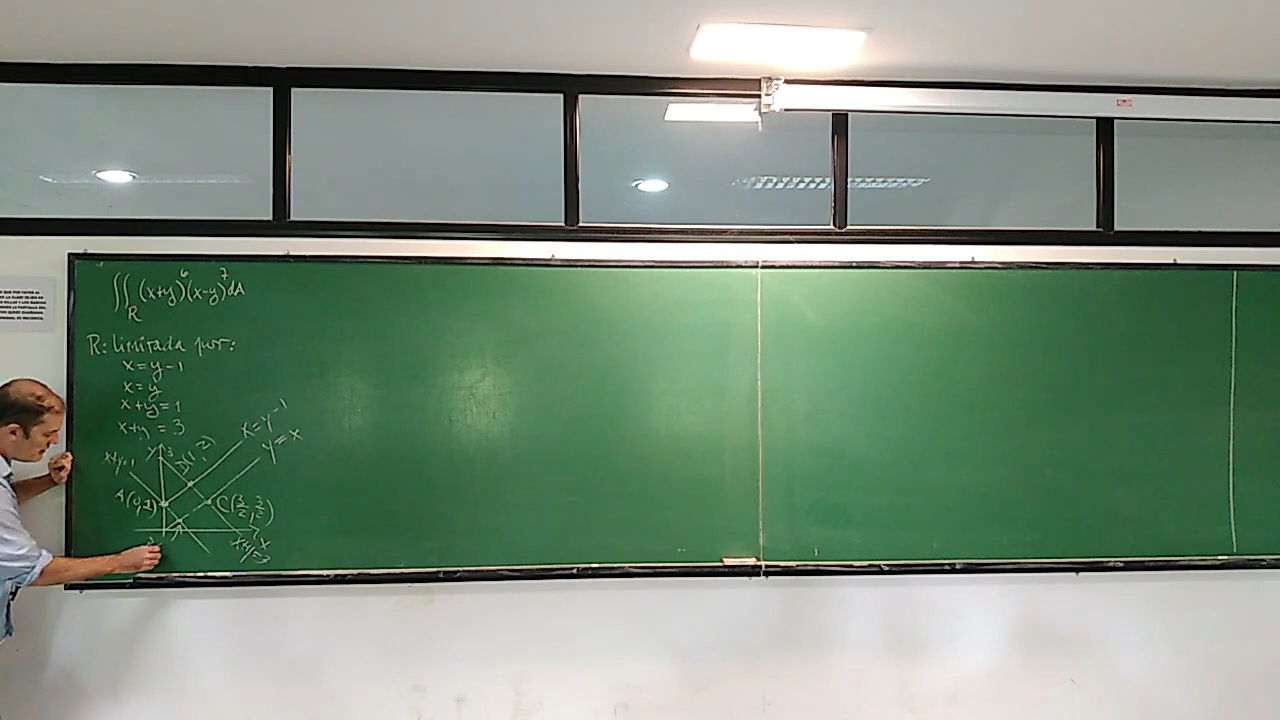 ∬_R (x+y)^6 (x-y)^7 dA
R: limitada por:
x = y - 1
x = y
x + y = 1
x + y = 3
x = y - 1
y = x
y 3 D(1, 2)
x+y=1
A(0,1) C(3/2, 3/2)
x+y=3 x